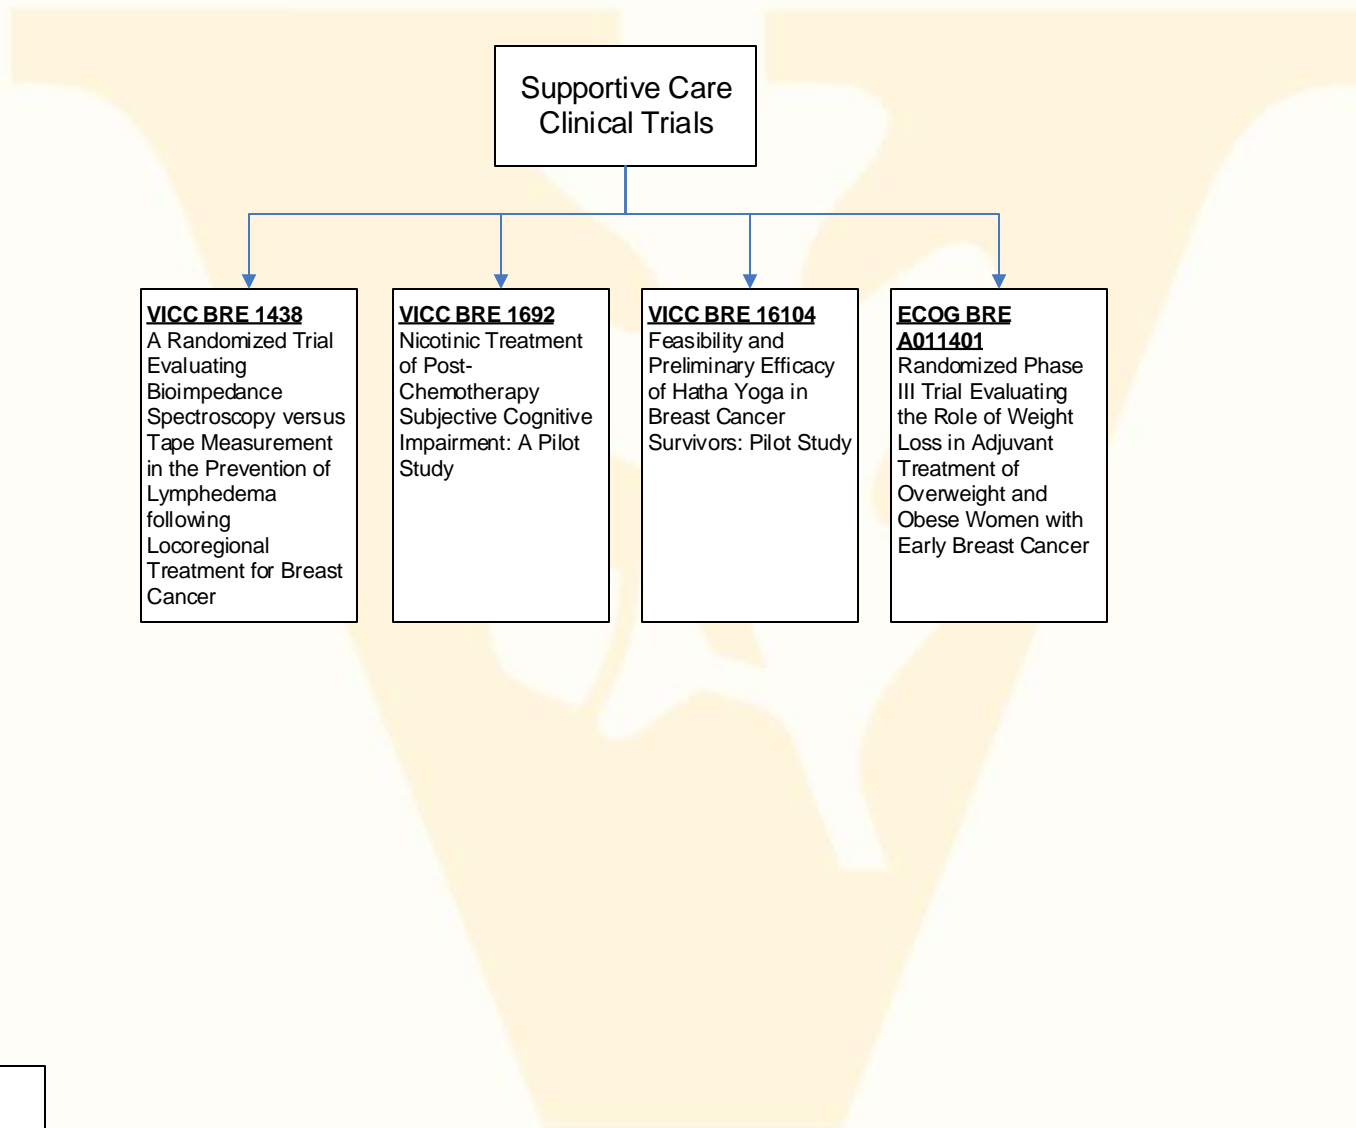 Supportive Care
Clinical Trials
VICC BRE 1438
A Randomized Trial
Evaluating
Bioimpedance
Spectroscopy versus
Tape Measurement
in the Prevention of
Lymphedema
following
Locoregional
Treatment for Breast
Cancer
VICC BRE 1692
Nicotinic Treatment
of Post-
Chemotherapy
Subjective Cognitive
Impairment: A Pilot
Study
VICC BRE 16104
Feasibility and
Preliminary Efficacy
of Hatha Yoga in
Breast Cancer
Survivors: Pilot Study
ECOG BRE
A011401
Randomized Phase
III Trial Evaluating
the Role of Weight
Loss in Adjuvant
Treatment of
Overweight and
Obese Women with
Early Breast Cancer